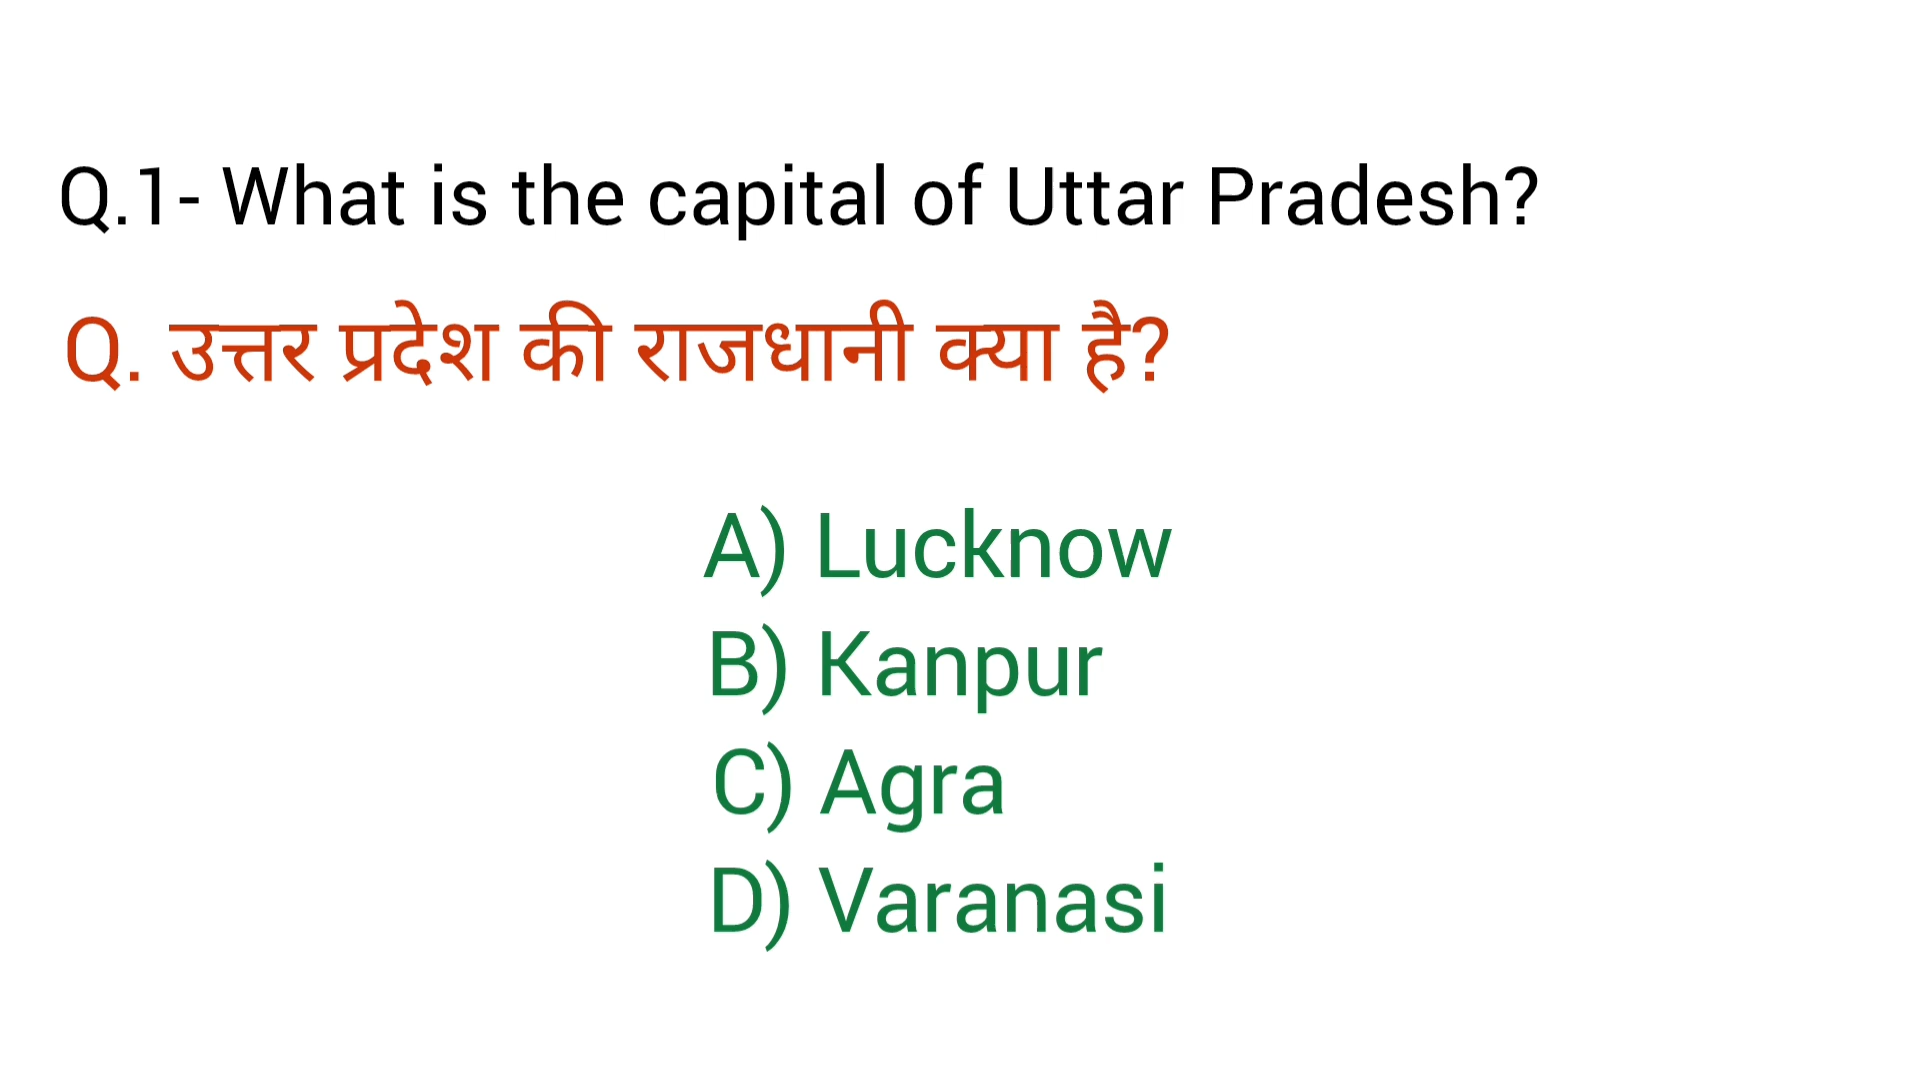 Q.1- What is the capital of Uttar Pradesh?
Q. उत्तर प्रदेश की राजधानी क्या है?
A) Lucknow
B) Kanpur
C) Agra
D) Varanasi